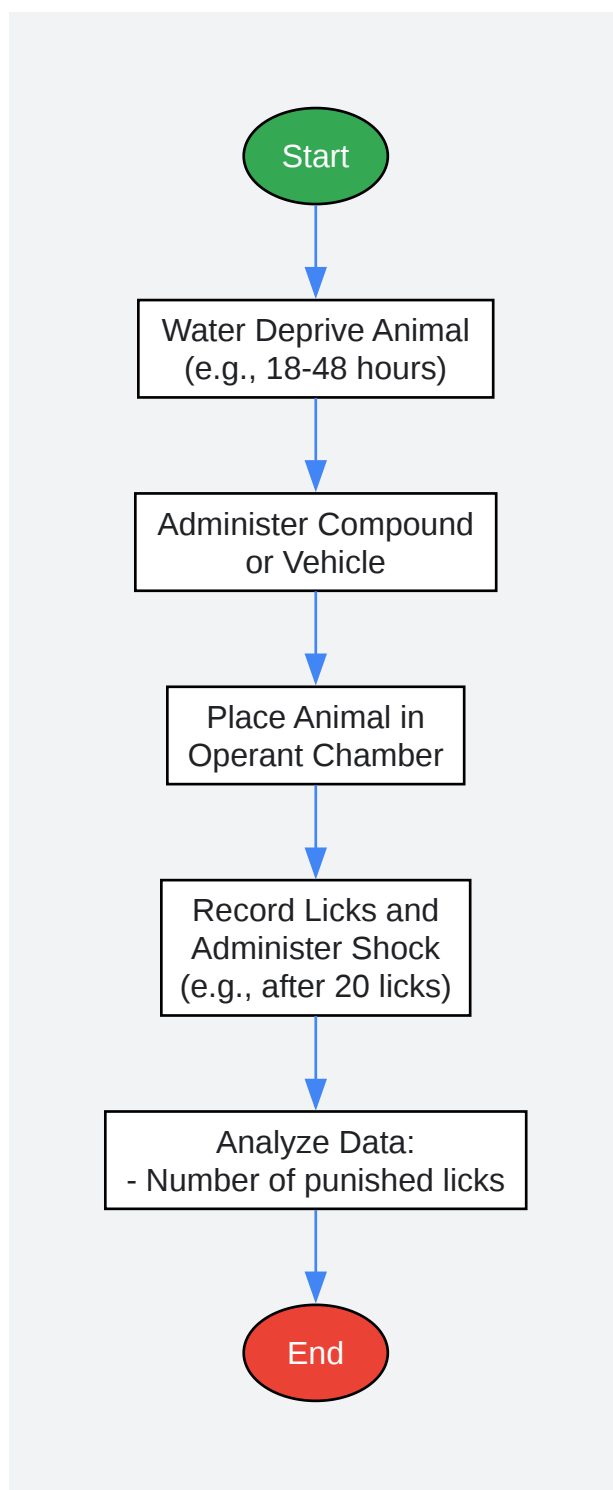 Start
Water Deprive Animal
(e.g., 18-48 hours)
Administer Compound
or Vehicle
Place Animal in
Operant Chamber
Record Licks and
Administer Shock
(e.g., after 20 licks)
Analyze Data:
- Number of punished licks
End